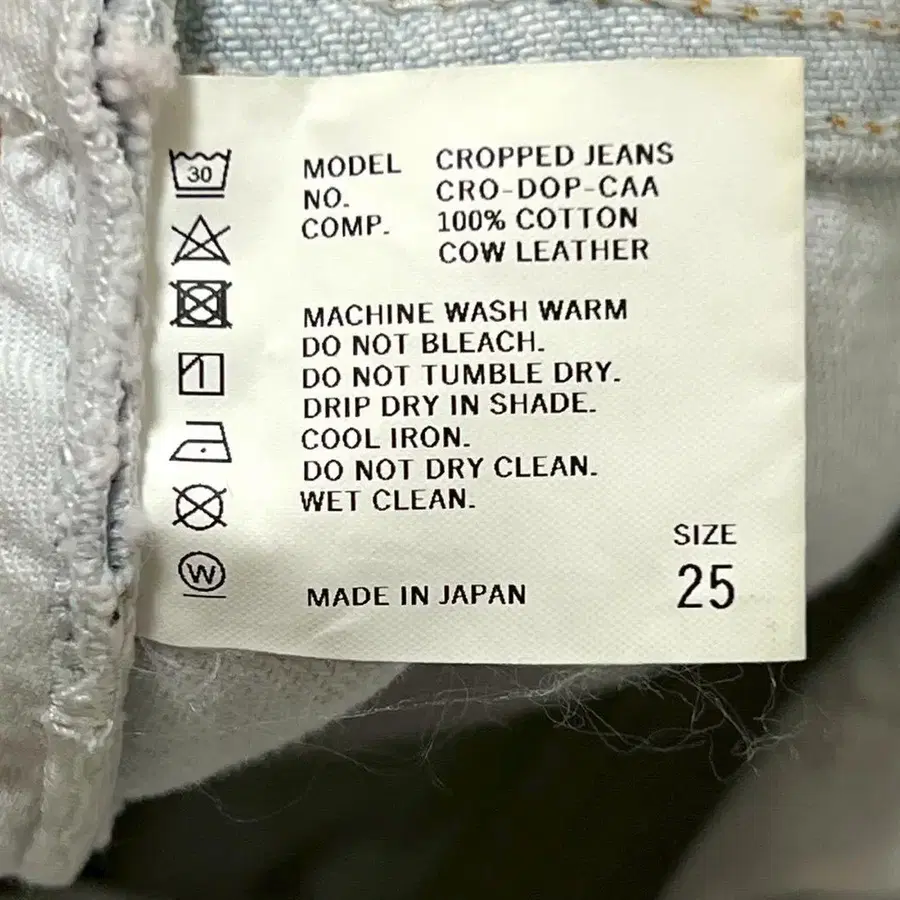 30
MODEL CROPPED JEANS
NO. CRO-DOP-CAA
COMP. 100% COTTON
COW LEATHER
MACHINE WASH WARM
DO NOT BLEACH.
DO NOT TUMBLE DRY.
DRIP DRY IN SHADE.
COOL IRON.
DO NOT DRY CLEAN.
WET CLEAN.
W
MADE IN JAPAN
SIZE
25